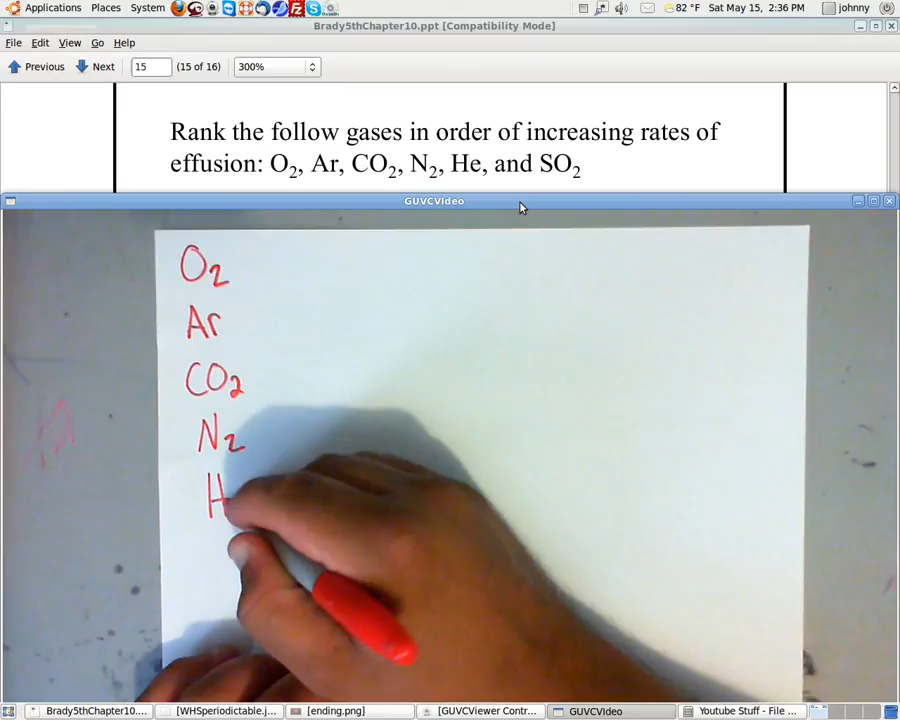 Applications Places System 82 °F Sat May 15, 2:36 PM johnny
Brady5thChapter10.ppt [Compatibility Mode]
File Edit View Go Help
Previous Next 15 (15 of 16) 300%
Rank the follow gases in order of increasing rates of
effusion: O₂, Ar, CO₂, N₂, He, and SO₂
GUVCVideo
O₂
Ar
CO₂
N₂
H
Brady5thChapter10.... [WHSperiodictable.j... [ending.png] [GUVCViewer Contr... GUVCVideo Youtube Stuff - File ...